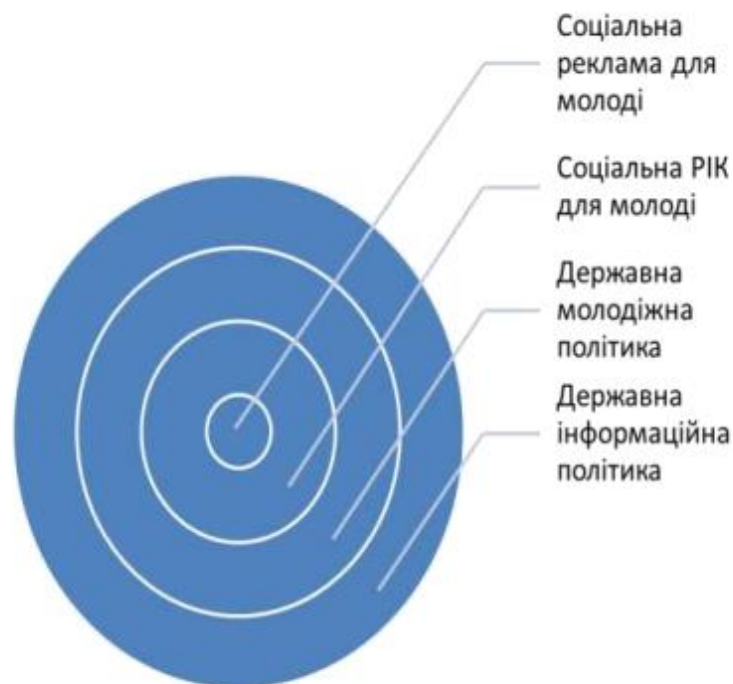 Соціальна
реклама для
молоді
Соціальна РІК
для молоді
Державна
молодіжна
політика
Державна
інформаційна
політика